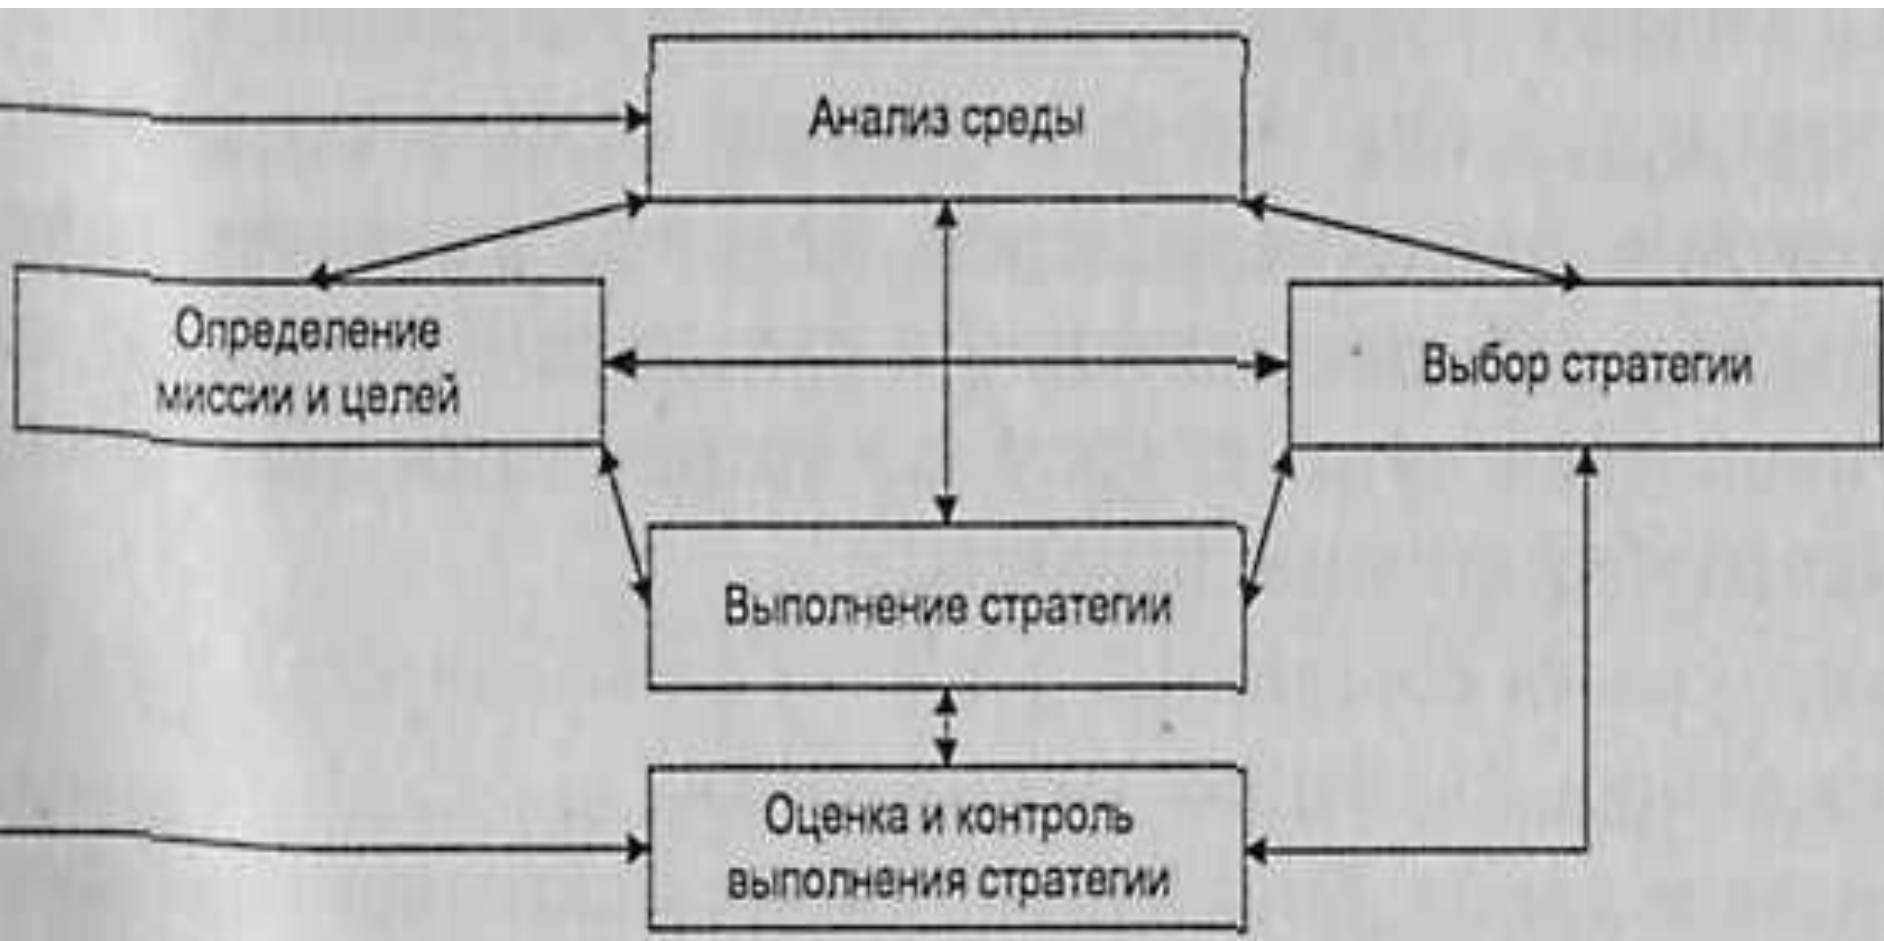 Анализ среды
Определение
миссии и целей
Выбор стратегии
Выполнение стратегии
Оценка и контроль
выполнения стратегии